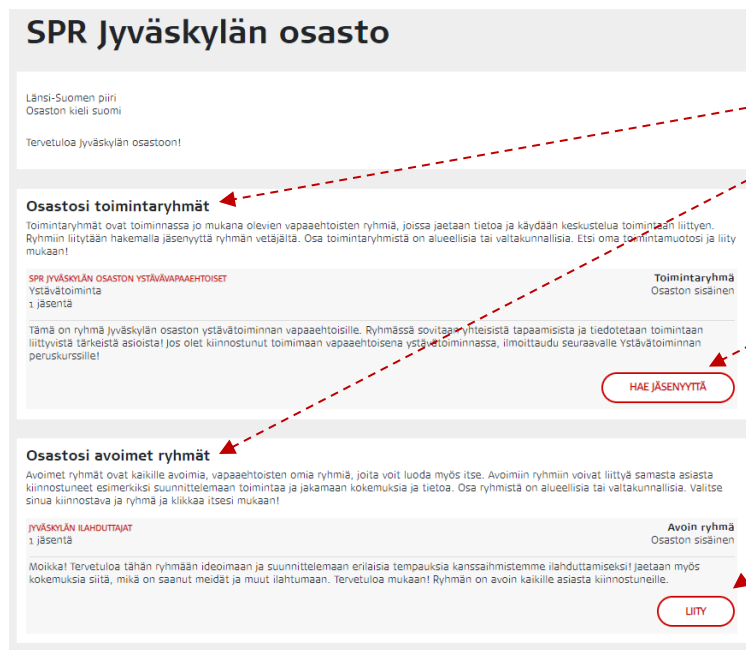 SPR Jyväskylän osasto
Länsi-Suomen piiri
Osaston kieli suomi
Tervetuloa Jyväskylän osastoon!
Osastosi toimintaryhmät
Toimintaryhmät ovat toiminnassa jo mukana olevien vapaaehtoisten ryhmiä, joissa jaetaan tietoa ja käydään keskustelua toimintaan liittyen.
Ryhmiin liitytään hakemalla jäsenyyttä ryhmän vetäjältä. Osa toimintaryhmistä on alueellisia tai valtakunnallisia. Etsi oma toimintamuotosi ja liity
mukaan!
SPR JYVÄSKYLÄN OSASTON YSTÄVÄVAPAAEHTOISET
Toimintaryhmä
Ystävätoiminta
Osaston sisäinen
1 jäsentä
Tämä on ryhmä Jyväskylän osaston ystävätoiminnan vapaaehtoisille. Ryhmässä sovitaan yhteisistä tapaamisista ja tiedotetaan toimintaan
liittyvistä tärkeistä asioista! Jos olet kiinnostunut toimimaan vapaaehtoisena ystävätoiminnassa, ilmoittaudu seuraavalle Ystävätoiminnan
peruskurssille!
HAE JÄSENYYTTÄ
Osastosi avoimet ryhmät
Avoimet ryhmät ovat kaikille avoimia, vapaaehtoisten omia ryhmiä, joita voit luoda myös itse. Avoimiin ryhmiin voivat liittyä samasta asiasta
kiinnostuneet esimerkiksi suunnittelemaan toimintaa ja jakamaan kokemuksia ja tietoa. Osa ryhmistä on alueellisia tai valtakunnallisia. Valitse
sinua kiinnostava ja ryhmä ja klikkaa itsesi mukaan!
JYVÄSKYLÄN ILAHDUTTAJAT
Avoin ryhmä
1 jäsentä
Osaston sisäinen
Moikka! Tervetuloa tähän ryhmään ideoimaan ja suunnittelemaan erilaisia tempauksia kanssaihmistemme ilahduttamiseksi! Jaetaan myös
kokemuksia siitä, mikä on saanut meidät ja muut ilahtumaan. Tervetuloa mukaan! Ryhmän on avoin kaikille asiasta kiinnostuneille.
LIITY